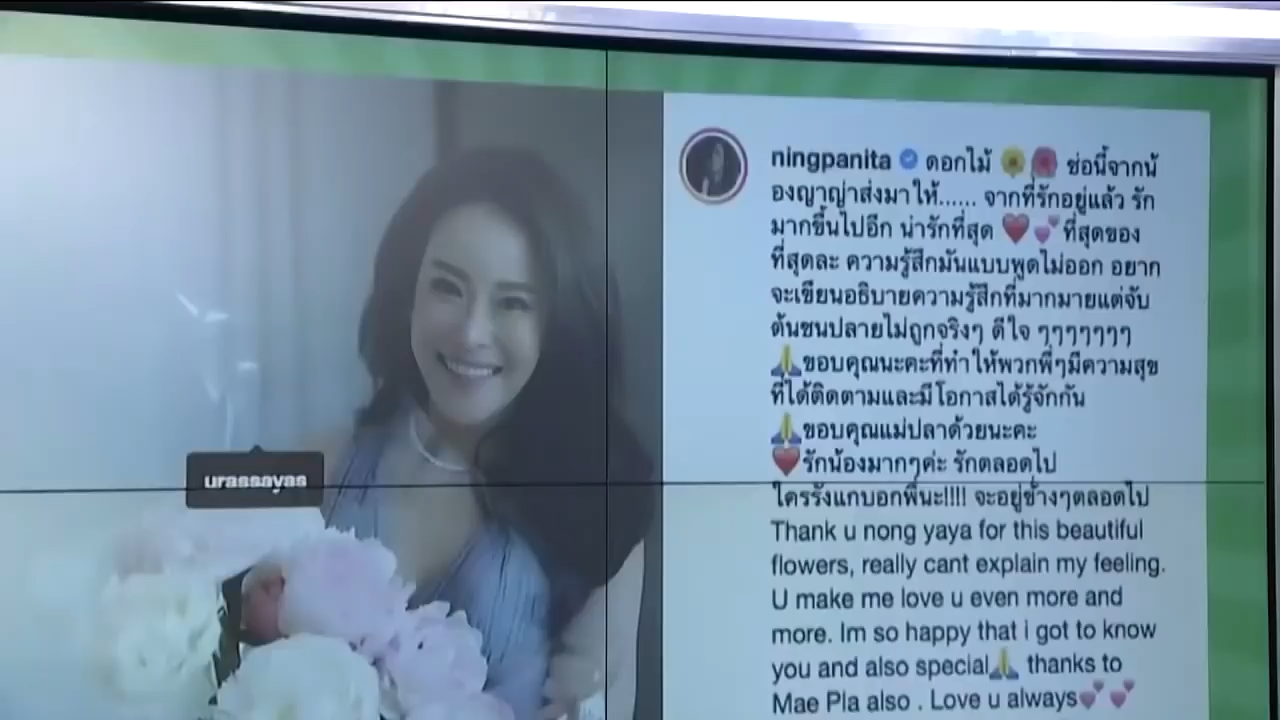 ningpanita ดอกไม้ 🌼🌺 ช่อนี้จากน้
องญาญ่าส่งมาให้...... จากที่รักอยู่แล้ว รัก
มากขึ้นไปอีก น่ารักที่สุด ❤️💕ที่สุดของ
ที่สุดละ ความรู้สึกมันแบบพูดไม่ออก อยาก
จะเขียนอธิบายความรู้สึกที่มากมายแต่จับ
ต้นชนปลายไม่ถูกจริงๆ ดีใจ ๆๆๆๆๆๆๆ
🙏ขอบคุณนะคะที่ทำให้พวกพี่ๆมีความสุข
ที่ได้ติดตามและมีโอกาสได้รู้จักกัน
🙏ขอบคุณแม่ปลาด้วยนะคะ
❤️รักน้องมากๆค่ะ รักตลอดไป
ใครรังแกบอกพี่นะ!!!! จะอยู่ข้างๆตลอดไป
Thank u nong yaya for this beautiful
flowers, really cant explain my feeling.
U make me love u even more and
more. Im so happy that i got to know
you and also special🙏 thanks to
Mae Pla also . Love u always💕💕
urassayas